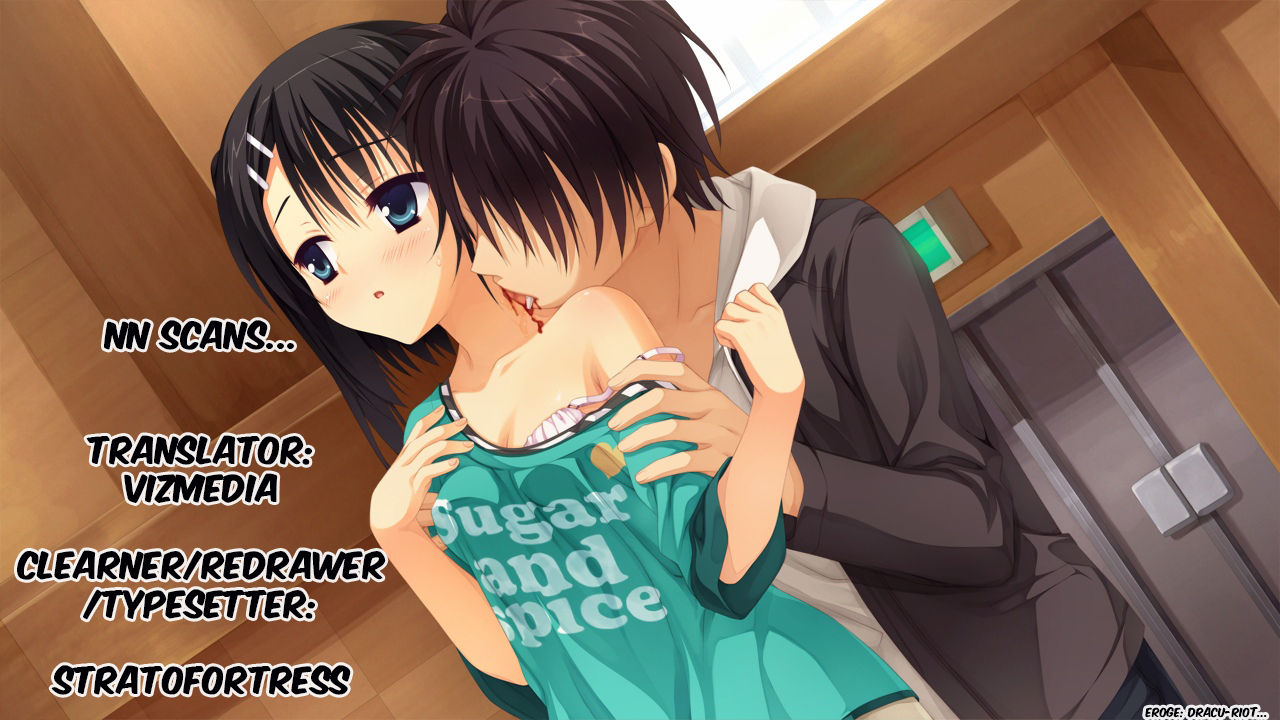 NN SCANS...
TRANSLATOR:
VIZMEDIA
CLEARNER/REDRAWER
/TYPESETTER:
STRATOFORTRESS
Sugar
and
spice
EROGE: DRACU-RIOT...